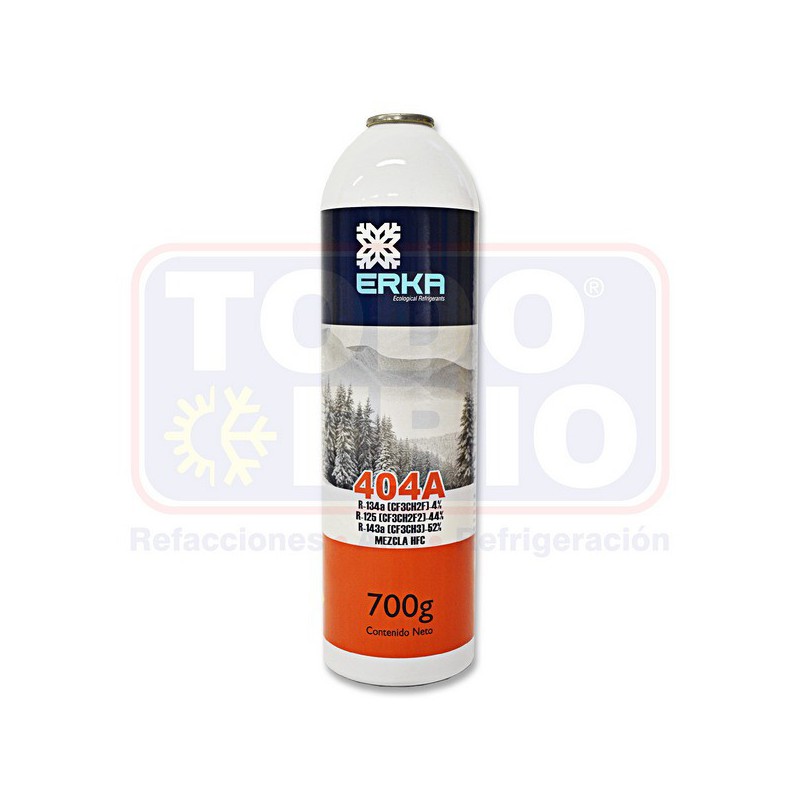 ERKA
Ecological Refrigerants
TODO ®
FRIO
404A
R-134a (CF3CH2F)-4%
R-125 (CF3CH2F2)-44%
R-143a (CF3CH3)-52%
MEZCLA HFC
Refacciones Refrigeración
700g
Contenido Neto